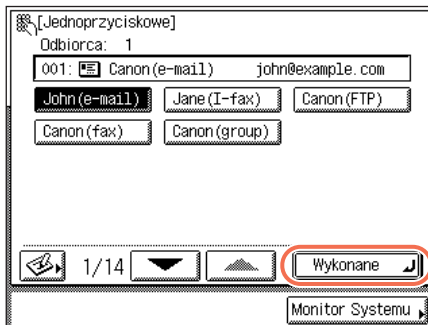 [Jednoprzyciskowe]
Odbiorca: 1
001: Canon(e-mail) john@example.com
John(e-mail) Jane(I-fax) Canon(FTP)
Canon(fax) Canon(group)
1/14 Wykonane
Monitor Systemu